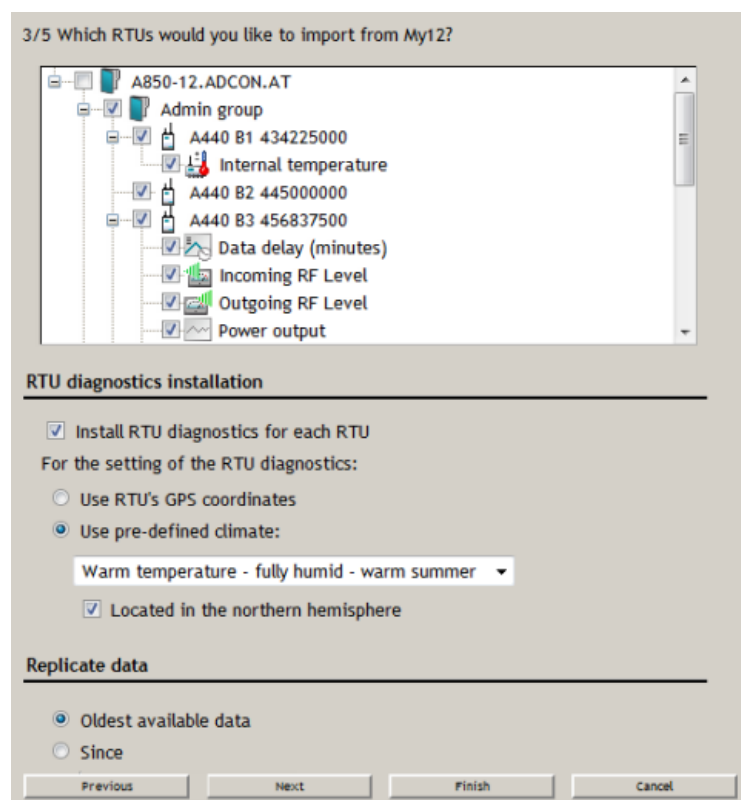 3/5 Which RTUs would you like to import from My12?
A850-12.ADCON.AT
Admin group
A440 B1 434225000
Internal temperature
A440 B2 445000000
A440 B3 456837500
Data delay (minutes)
Incoming RF Level
Outgoing RF Level
Power output
RTU diagnostics installation
Install RTU diagnostics for each RTU
For the setting of the RTU diagnostics:
Use RTU's GPS coordinates
Use pre-defined climate:
Warm temperature - fully humid - warm summer
Located in the northern hemisphere
Replicate data
Oldest available data
Since
Previous Next Finish Cancel